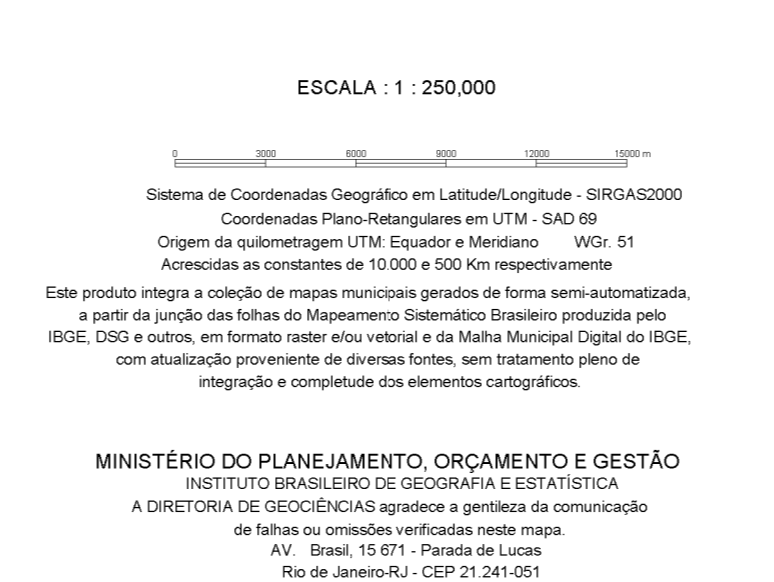 ESCALA : 1 : 250,000
0 3000 6000 9000 12000 15000 m
Sistema de Coordenadas Geográfico em Latitude/Longitude - SIRGAS2000
Coordenadas Plano-Retangulares em UTM - SAD 69
Origem da quilometragem UTM: Equador e Meridiano WGr. 51
Acrescidas as constantes de 10.000 e 500 Km respectivamente
Este produto integra a coleção de mapas municipais gerados de forma semi-automatizada,
a partir da junção das folhas do Mapeamento Sistemático Brasileiro produzida pelo
IBGE, DSG e outros, em formato raster e/ou vetorial e da Malha Municipal Digital do IBGE,
com atualização proveniente de diversas fontes, sem tratamento pleno de
integração e completude dos elementos cartográficos.
MINISTÉRIO DO PLANEJAMENTO, ORÇAMENTO E GESTÃO
INSTITUTO BRASILEIRO DE GEOGRAFIA E ESTATÍSTICA
A DIRETORIA DE GEOCIÊNCIAS agradece a gentileza da comunicação
de falhas ou omissões verificadas neste mapa.
AV. Brasil, 15 671 - Parada de Lucas
Rio de Janeiro-RJ - CEP 21.241-051